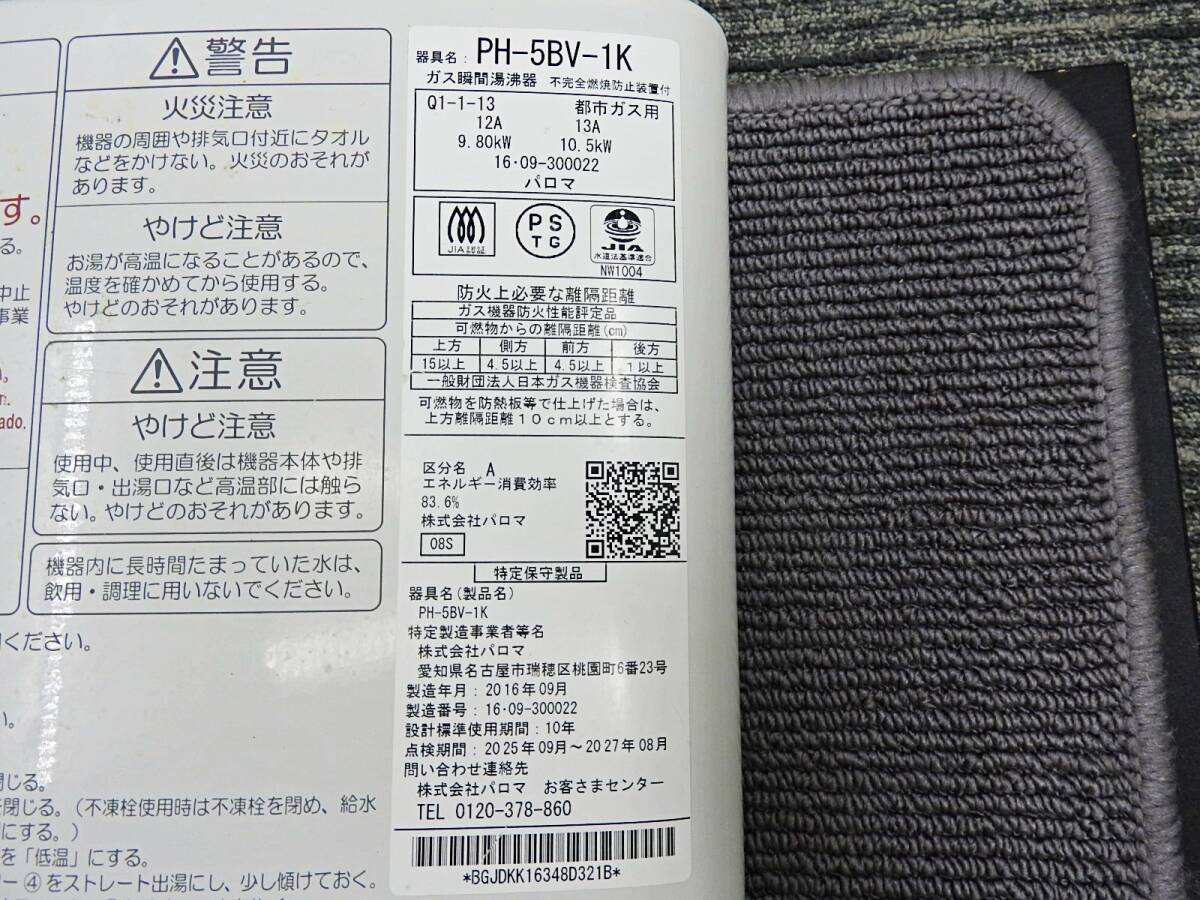 警告
火災注意
機器の周囲や排気口付近にタオル
などをかけない。火災のおそれが
あります。
やけど注意
お湯が高温になることがあるので、
温度を確かめてから使用する。
やけどのおそれがあります。
注意
やけど注意
使用中、使用直後は機器本体や排
気口・出湯口など高温部には触ら
ない。やけどのおそれがあります。
機器内に長時間たまっていた水は、
飲用・調理に用いないでください。
す。
る。
中止
事業
い。
n.
ado.
ください。
い。
閉じる。
を閉じる。(不凍栓使用時は不凍栓を閉め、給水
にする。)
を「低温」にする。
ー④をストレート出湯にし、少し傾けておく。
器具名: PH-5BV-1K
ガス瞬間湯沸器 不完全燃焼防止装置付
Q1-1-13 都市ガス用
12A 13A
9.80kW 10.5kW
16・09-300022
パロマ
JIA
PS
TG
JIA
水道法基準適合
NW1004
防火上必要な離隔距離
ガス機器防火性能評定品
可燃物からの離隔距離(cm)
上方 側方 前方 後方
15以上 4.5以上 4.5以上 1以上
一般財団法人日本ガス機器検査協会
可燃物を防熱板等で仕上げた場合は、
上方離隔距離10cm以上とする。
区分名 A
エネルギー消費効率
83.6%
株式会社パロマ
08S
特定保守製品
器具名(製品名)
PH-5BV-1K
特定製造事業者等名
株式会社パロマ
愛知県名古屋市瑞穂区桃園町6番23号
製造年月:2016年09月
製造番号:16・09-300022
設計標準使用期間:10年
点検期間:2025年09月~2027年08月
問い合わせ連絡先
株式会社パロマ お客さまセンター
TEL 0120-378-860
*BGJDKK16348D321B*